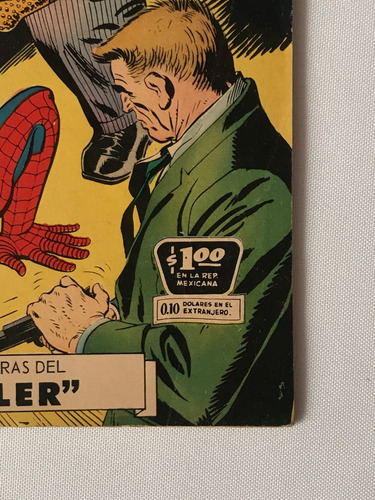 $1.00
EN LA REP.
MEXICANA
0.10 DOLARES EN EL
EXTRANJERO.
RAS DEL
LER"